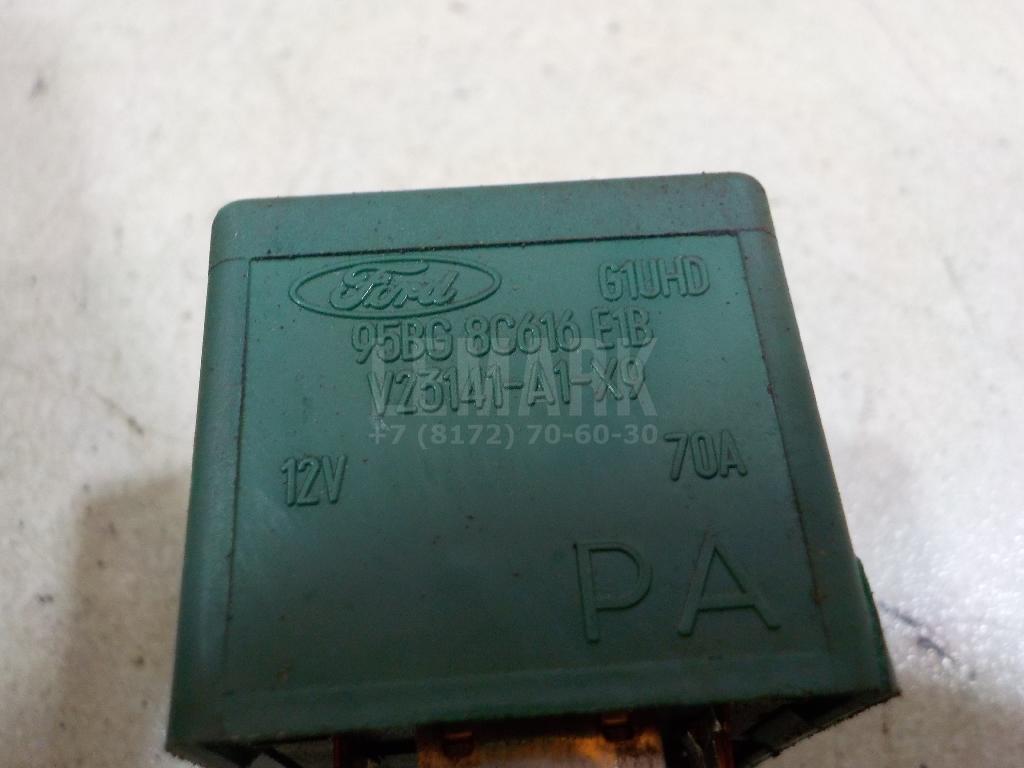 Ford G1UHD
95BG 8C616 E1B
V23141-A1-X9
+7 (8172) 70-60-30
12V 70A
PA